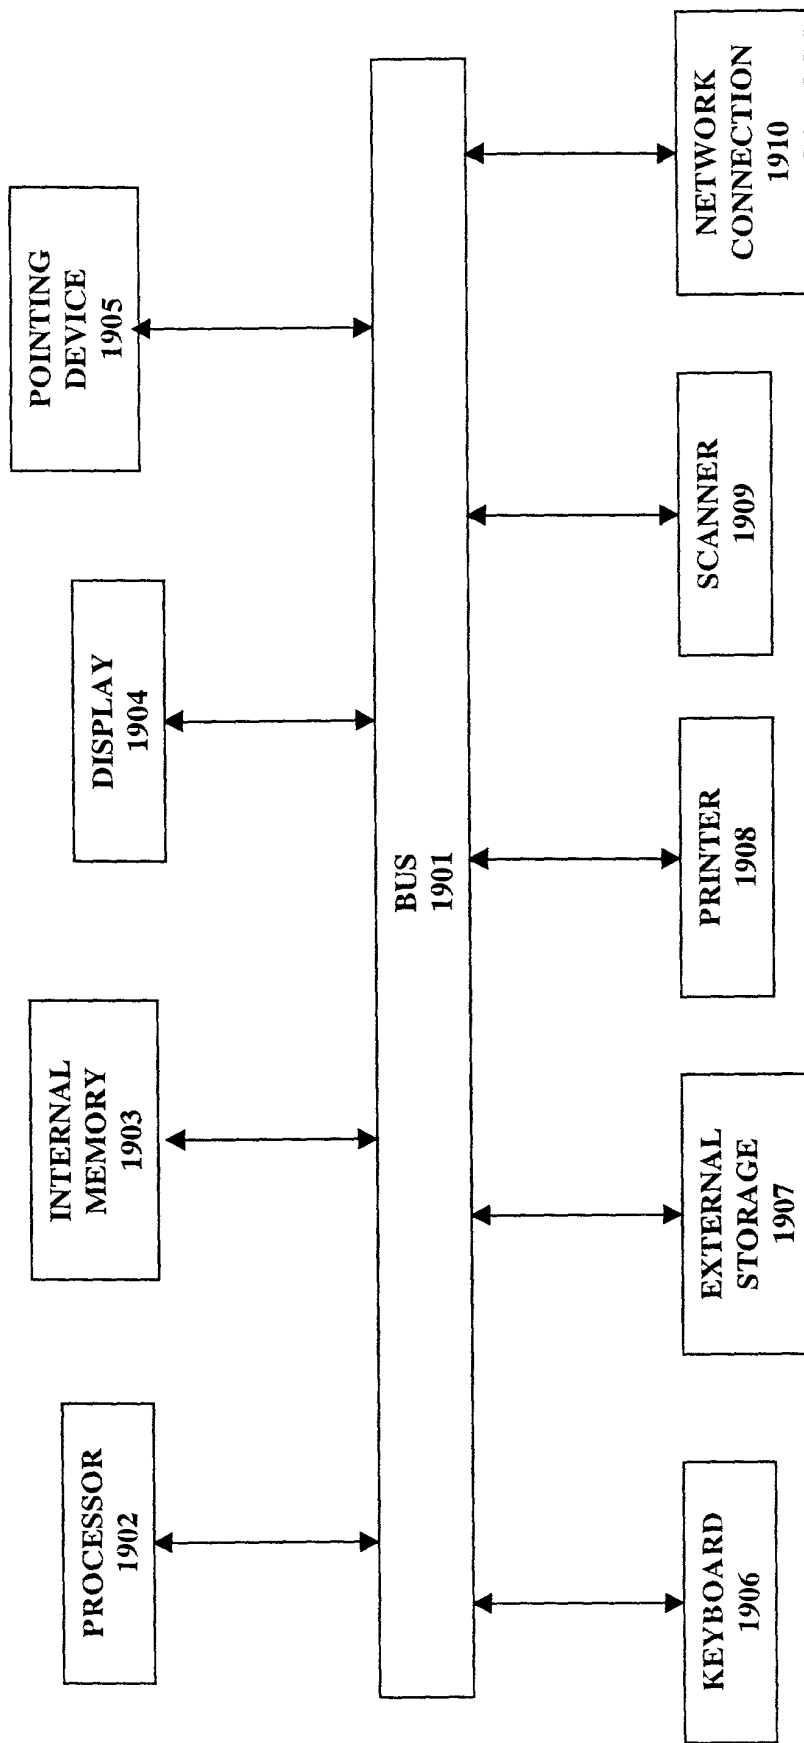 PROCESSOR
1902
INTERNAL
MEMORY
1903
DISPLAY
1904
POINTING
DEVICE
1905
BUS
1901
KEYBOARD
1906
EXTERNAL
STORAGE
1907
PRINTER
1908
SCANNER
1909
NETWORK
CONNECTION
1910